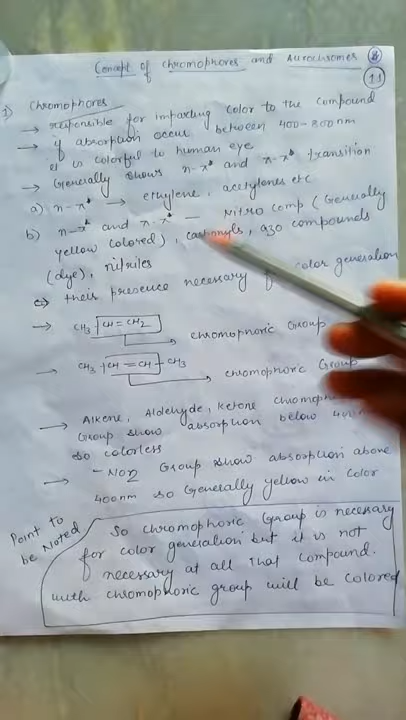 Concept of Chromophores and Auxochromes 8
11
1) Chromophores
→ responsible for imparting color to the compound
→ if absorption occur between 400-800nm
it is colorful to human eye
→ Generally shows n-π* and π-π* transition
a) π-π* → ethylene, acetylenes etc
b) n-π* and π-π* — Nitro comp (Generally
yellow colored), carbonyls, azo compounds
(dye), nitriles
⇒ their presence necessary color generation
→ CH3 CH=CH2
chromophoric Group
→ CH3 CH=CH CH3
chromophoric Group
→ Alkene, Aldehyde, ketone
Group show absorption below
so colorless
→ -NO2 Group show absorption above
400nm so Generally yellow in color
Point to
be Noted
So chromophoric Group is necessary
for color generation but it is not
necessary at all that compound.
with chromophoric group will be colored